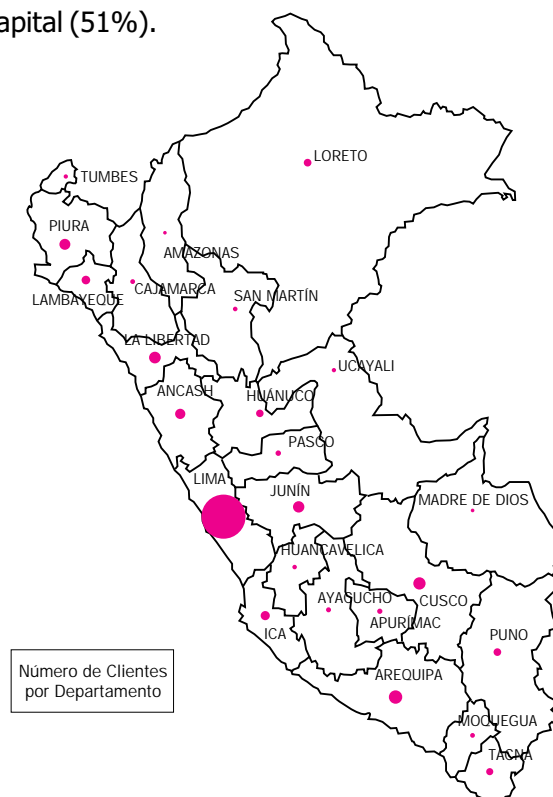 apital (51%).
LORETO
TUMBES
PIURA
AMAZONAS
CAJAMARCA
LAMBAYEQUE
SAN MARTÍN
LA LIBERTAD
UCAYALI
ANCASH
HUÁNUCO
PASCO
LIMA
JUNÍN
MADRE DE DIOS
HUANCAVELICA
AYACUCHO
CUSCO
APURÍMAC
ICA
PUNO
Número de Clientes
por Departamento
AREQUIPA
MOQUEGUA
TACNA